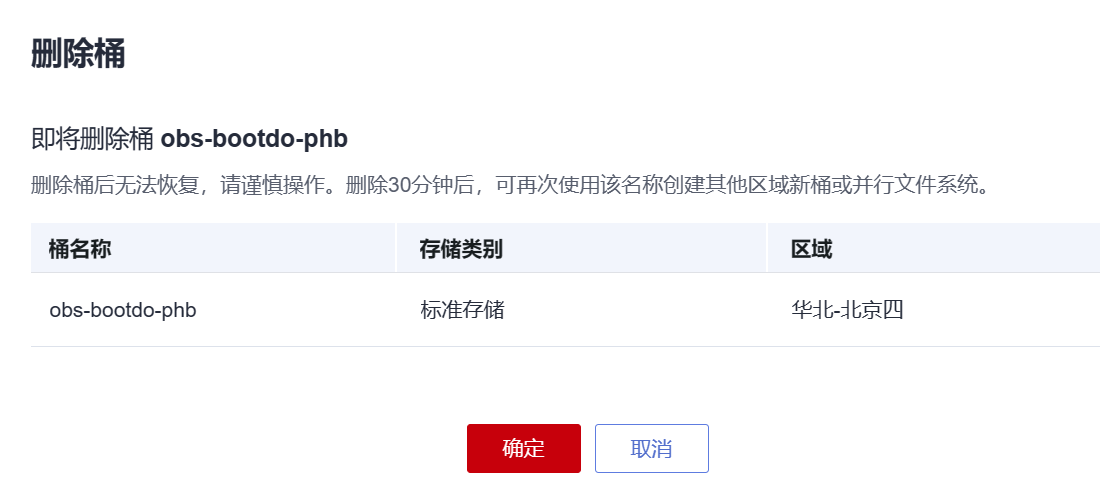 删除桶
即将删除桶 obs-bootdo-phb
删除桶后无法恢复，请谨慎操作。删除30分钟后，可再次使用该名称创建其他区域新桶或并行文件系统。
桶名称 存储类别 区域
obs-bootdo-phb 标准存储 华北-北京四
确定 取消